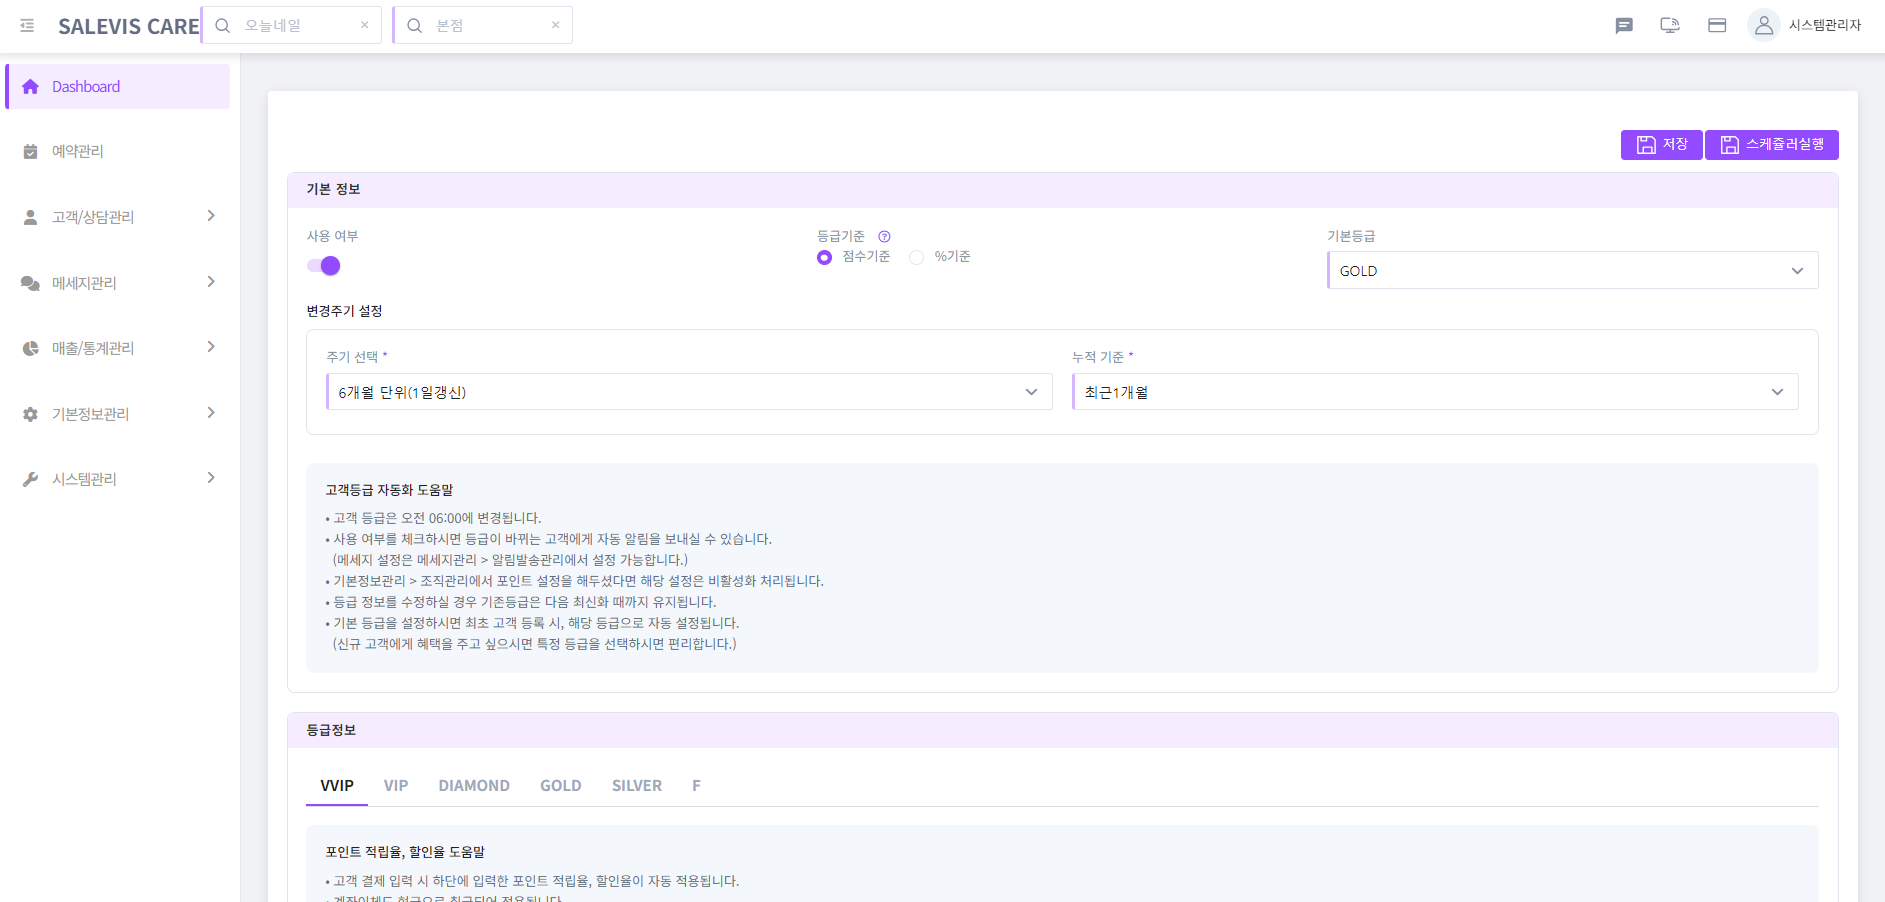 SALEVIS CARE
오늘네일
본점
시스템관리자
Dashboard
예약관리
고객/상담관리
메세지관리
매출/통계관리
기본정보관리
시스템관리
저장
스케쥴러실행
기본 정보
사용 여부
등급기준
점수기준
%기준
기본등급
GOLD
변경주기 설정
주기 선택 *
누적 기준 *
6개월 단위(1일갱신)
최근1개월
고객등급 자동화 도움말
• 고객 등급은 오전 06:00에 변경됩니다.
• 사용 여부를 체크하시면 등급이 바뀌는 고객에게 자동 알림을 보내실 수 있습니다.
(메세지 설정은 메세지관리 > 알림발송관리에서 설정 가능합니다.)
• 기본정보관리 > 조직관리에서 포인트 설정을 해두셨다면 해당 설정은 비활성화 처리됩니다.
• 등급 정보를 수정하실 경우 기존등급은 다음 최신화 때까지 유지됩니다.
• 기본 등급을 설정하시면 최초 고객 등록 시, 해당 등급으로 자동 설정됩니다.
(신규 고객에게 혜택을 주고 싶으시면 특정 등급을 선택하시면 편리합니다.)
등급정보
VVIP VIP DIAMOND GOLD SILVER F
포인트 적립율, 할인율 도움말
• 고객 결제 입력 시 하단에 입력한 포인트 적립율, 할인율이 자동 적용됩니다.
• 계좌이체도 현금으로 취급되어 적용됩니다.